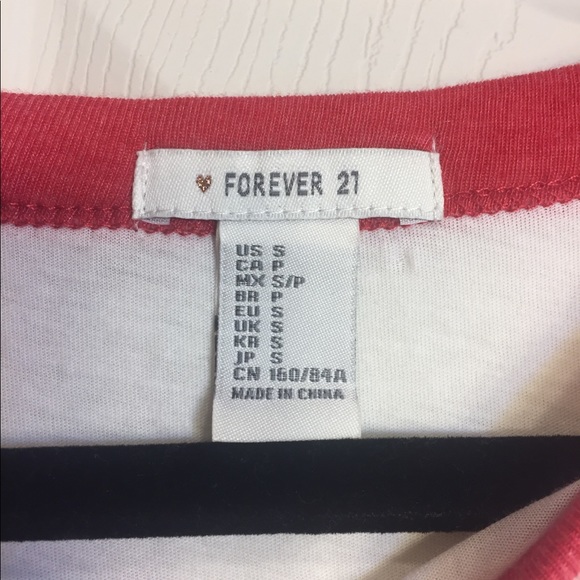 FOREVER 21
US S
CA P
MX S/P
BR P
EU S
UK S
KR S
JP S
CN 160/84A
MADE IN CHINA